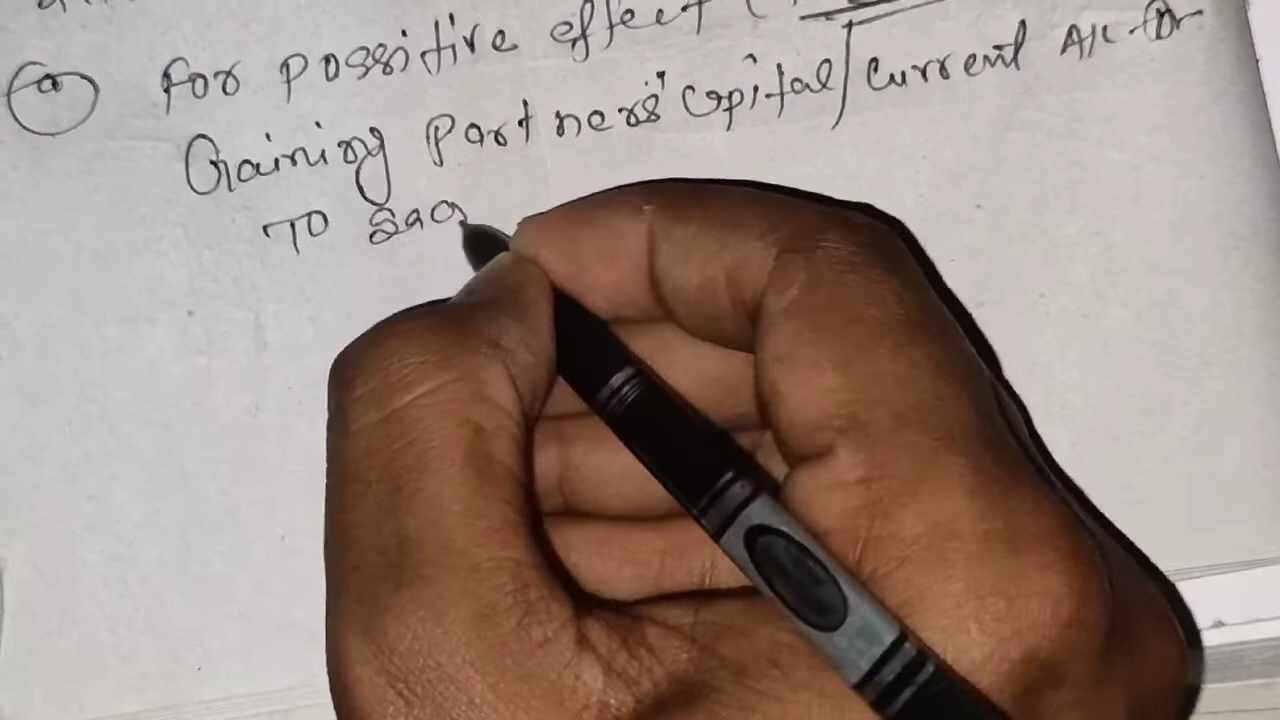 (a) For possitive effect (
Gaining Partners' Capital/Current A/c Dr
To Sac